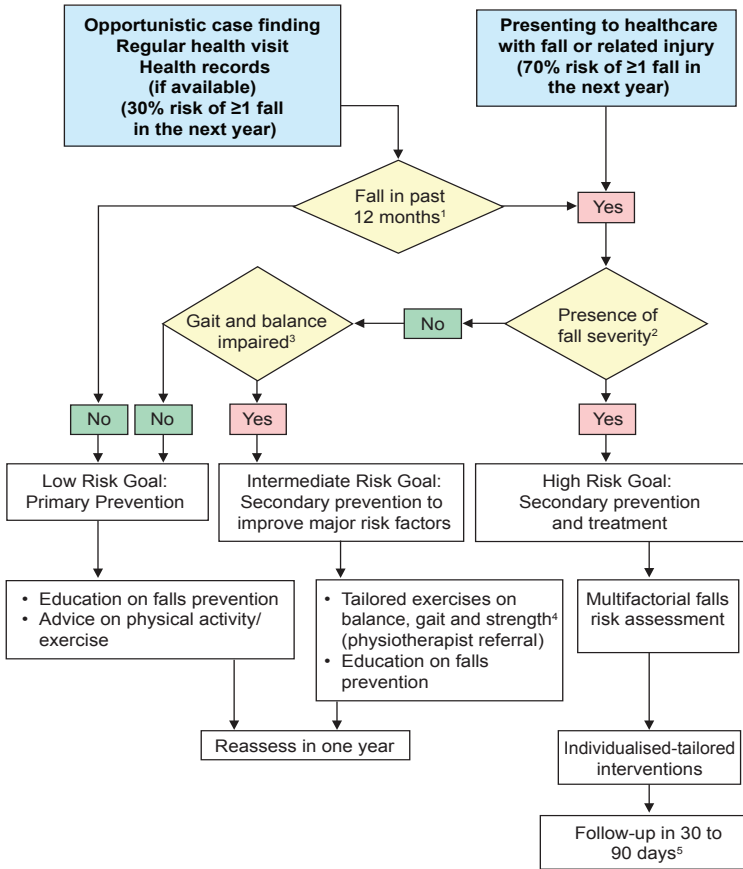 Opportunistic case finding
Regular health visit
Health records
(if available)
(30% risk of ≥1 fall
in the next year)
Presenting to healthcare
with fall or related injury
(70% risk of ≥1 fall in
the next year)
Fall in past
12 months¹
Yes
Gait and balance
impaired³
No
Presence of
fall severity²
No
No
Yes
Yes
Low Risk Goal:
Primary Prevention
Intermediate Risk Goal:
Secondary prevention to
improve major risk factors
High Risk Goal:
Secondary prevention
and treatment
• Education on falls prevention
• Advice on physical activity/
exercise
• Tailored exercises on
balance, gait and strength⁴
(physiotherapist referral)
• Education on falls
prevention
Multifactorial falls
risk assessment
Reassess in one year
Individualised-tailored
interventions
Follow-up in 30 to
90 days⁵